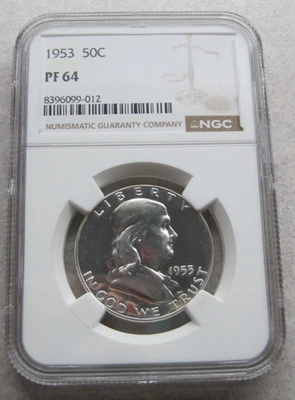 1953 50C
PF 64
8396099-012
NUMISMATIC GUARANTY COMPANY
NGC
LIBERTY
1953
IN GOD WE TRUST